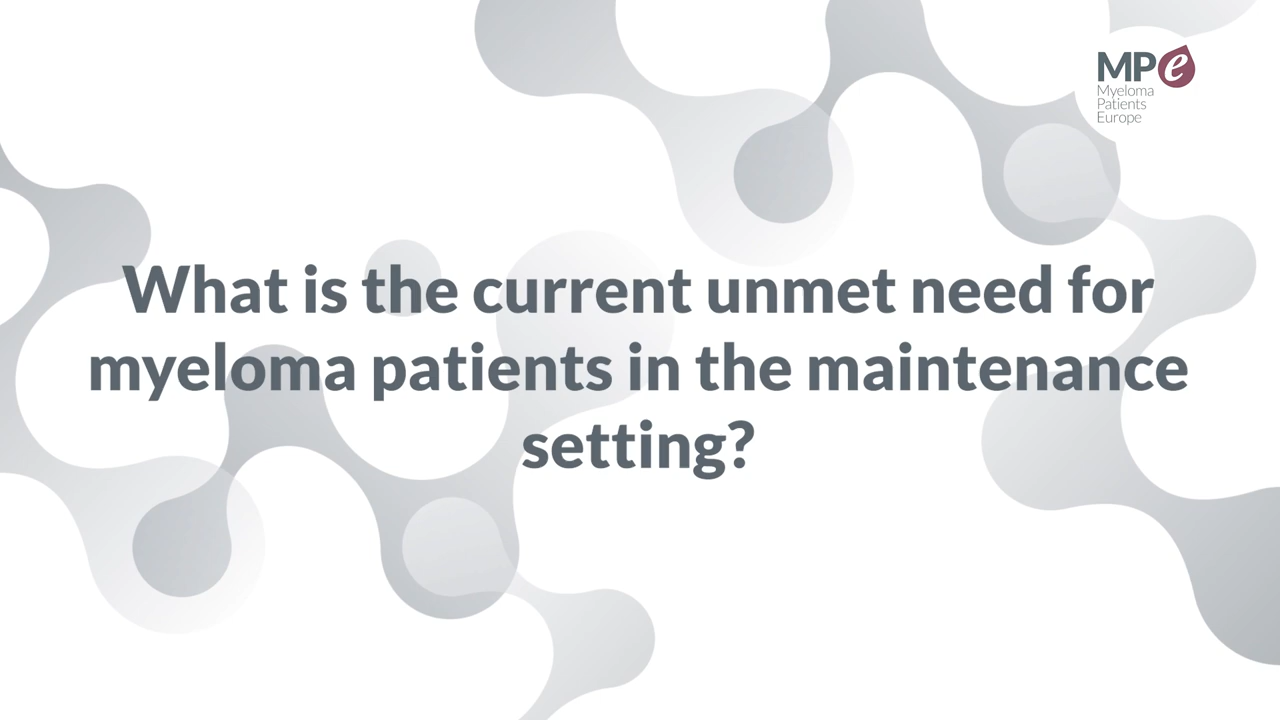 MPe
Myeloma
Patients
Europe
What is the current unmet need for
myeloma patients in the maintenance
setting?